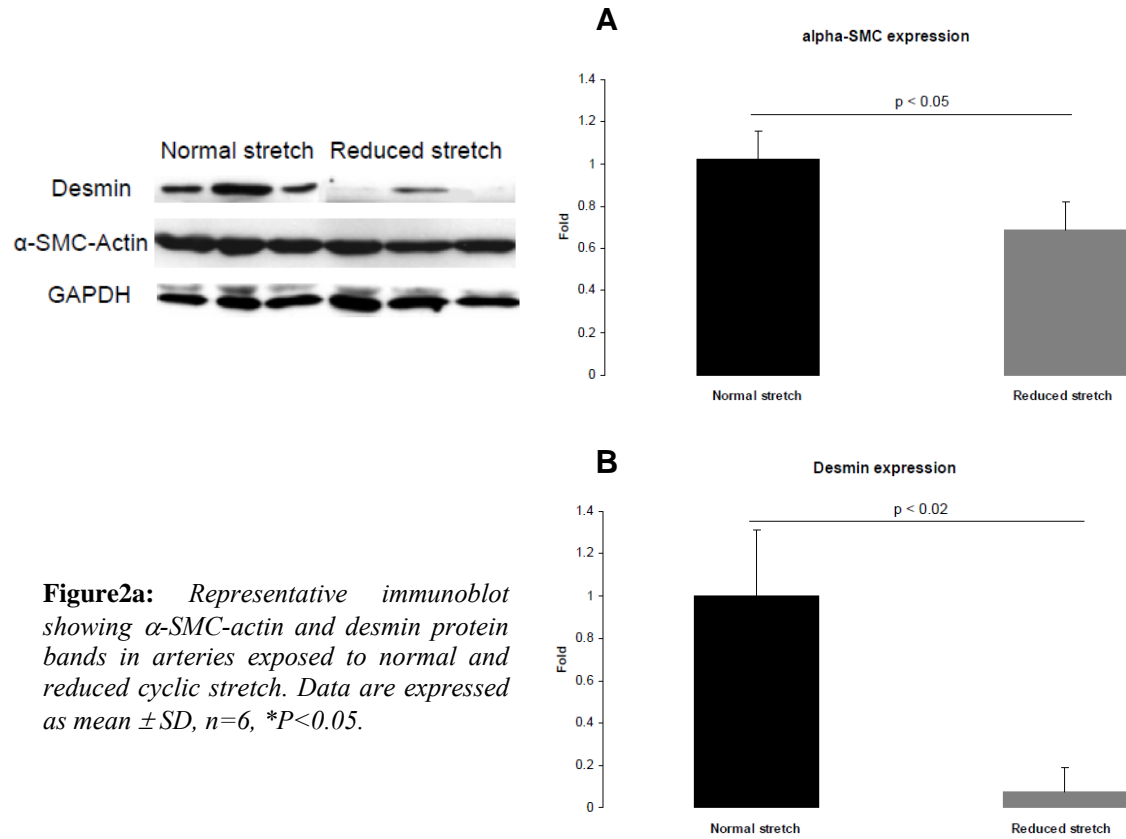 Normal stretch Reduced stretch
Desmin
α-SMC-Actin
GAPDH
Figure2a: Representative immunoblot
showing α-SMC-actin and desmin protein
bands in arteries exposed to normal and
reduced cyclic stretch. Data are expressed
as mean ± SD, n=6, *P<0.05.
A
alpha-SMC expression
1.4
p < 0.05
1.2
1
0.8
Fold
0.6
0.4
0.2
0
Normal stretch Reduced stretch
B
Desmin expression
1.4
p < 0.02
1.2
1
0.8
Fold
0.6
0.4
0.2
0
Normal stretch Reduced stretch